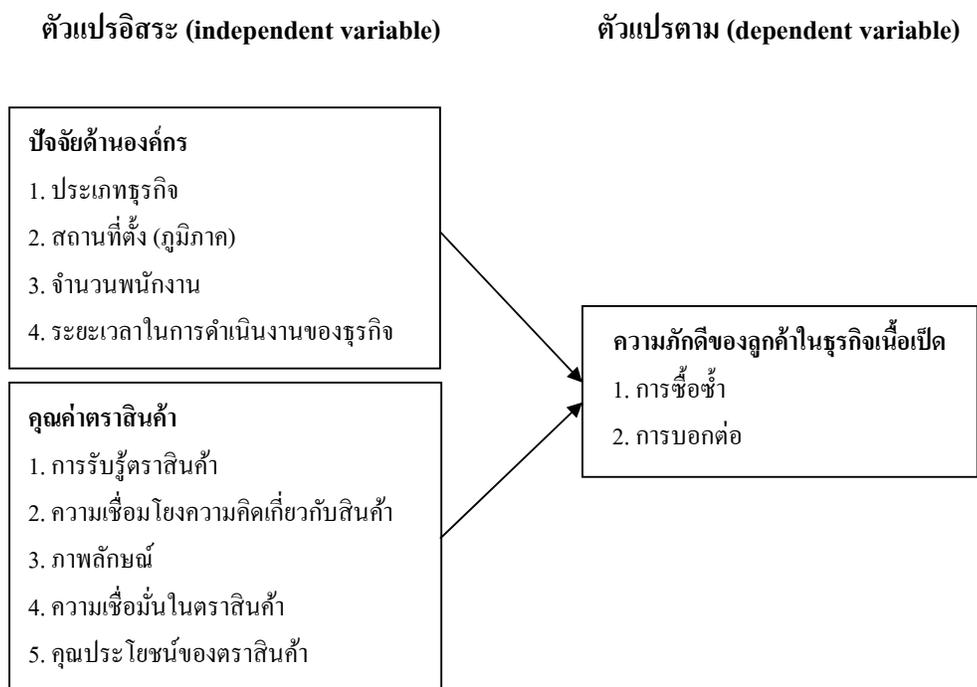 ตัวแปรอิสระ (independent variable)
ตัวแปรตาม (dependent variable)
ปัจจัยด้านองค์กร
1. ประเภทธุรกิจ
2. สถานที่ตั้ง (ภูมิภาค)
3. จำนวนพนักงาน
4. ระยะเวลาในการดำเนินงานของธุรกิจ
คุณค่าตราสินค้า
1. การรับรู้ตราสินค้า
2. ความเชื่อมโยงความคิดเกี่ยวกับสินค้า
3. ภาพลักษณ์
4. ความเชื่อมั่นในตราสินค้า
5. คุณประโยชน์ของตราสินค้า
ความภักดีของลูกค้าในธุรกิจเนื้อเป็ด
1. การซื้อซ้ำ
2. การบอกต่อ